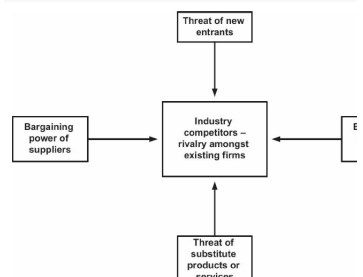 Threat of new
entrants
Bargaining
power of
suppliers
Industry
competitors –
rivalry amongst
existing firms
Threat of
substitute
products or
services